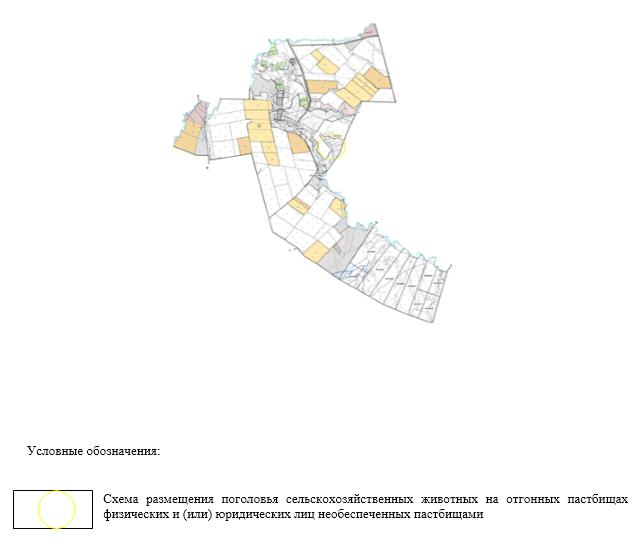 Условные обозначения:
Схема размещения поголовья сельскохозяйственных животных на отгонных пастбищах
физических и (или) юридических лиц необеспеченных пастбищами